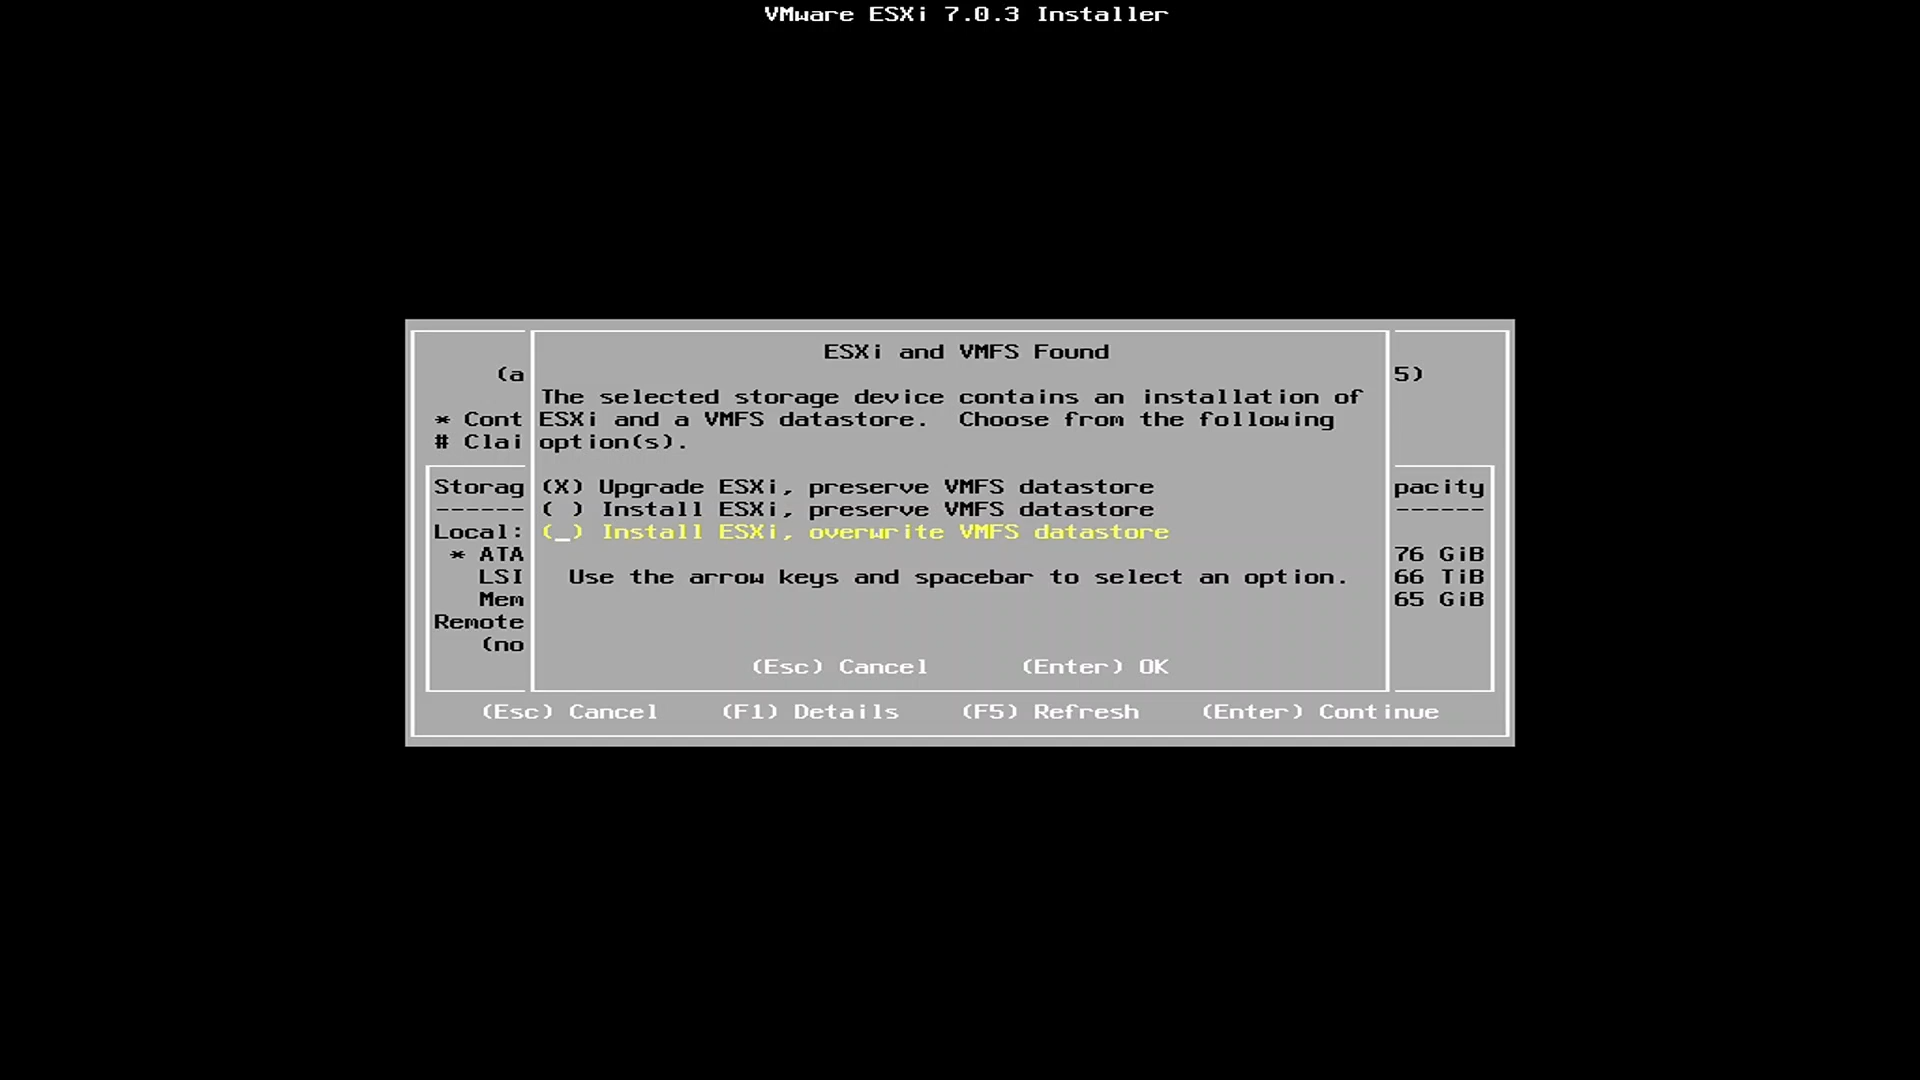 VMware ESXi 7.0.3 Installer
ESXi and VMFS Found
(a 5)
The selected storage device contains an installation of
* Cont ESXi and a VMFS datastore.  Choose from the following
# Clai option(s).
Storag (X) Upgrade ESXi, preserve VMFS datastore pacity
------ ( ) Install ESXi, preserve VMFS datastore ------
Local: (_) Install ESXi, overwrite VMFS datastore
* ATA 76 GiB
LSI Use the arrow keys and spacebar to select an option. 66 TiB
Mem 65 GiB
Remote
(no
(Esc) Cancel (Enter) OK
(Esc) Cancel (F1) Details (F5) Refresh (Enter) Continue